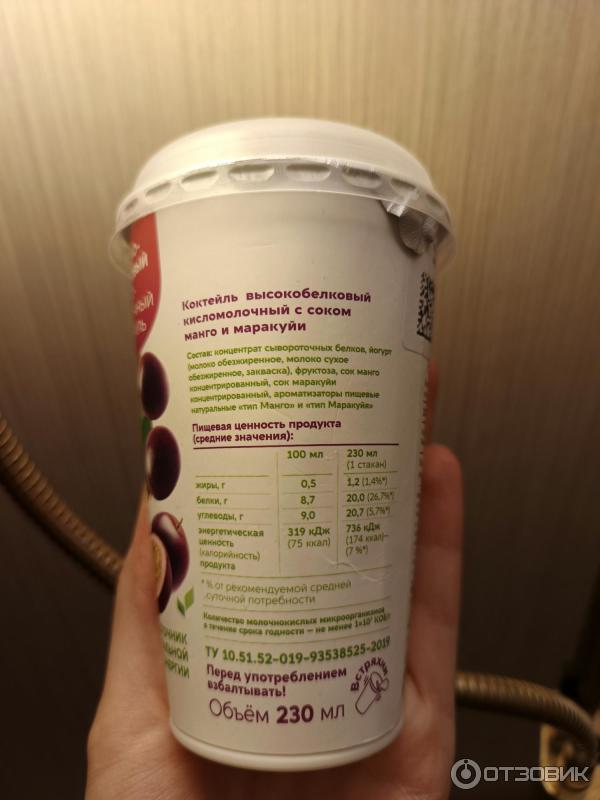 Коктейль высокобелковый
кисломолочный с соком
манго и маракуйи
Состав: концентрат сывороточных белков, йогурт
(молоко обезжиренное, молоко сухое
обезжиренное, закваска), фруктоза, сок манго
концентрированный, сок маракуйи
концентрированный, ароматизаторы пищевые
натуральные «тип Манго» и «тип Маракуйя»
Пищевая ценность продукта
(средние значения):
100 мл 230 мл
(1 стакан)
жиры, г 0,5 1,2 (1,4%*)
белки, г 8,7 20,0 (26,7%*)
углеводы, г 9,0 20,7 (5,7%*)
энергетическая 319 кДж 736 кДж
ценность (75 ккал) (174 ккал)–
(калорийность) (7 %*)
продукта
*% от рекомендуемой средней
суточной потребности
Количество молочнокислых микроорганизмов
в течение срока годности – не менее 1×10⁷ КОЕ/г
ТУ 10.51.52-019-93538525-2019
Перед употреблением
взбалтывать!
Встряхни
Объём 230 мл
ОТЗОВИК